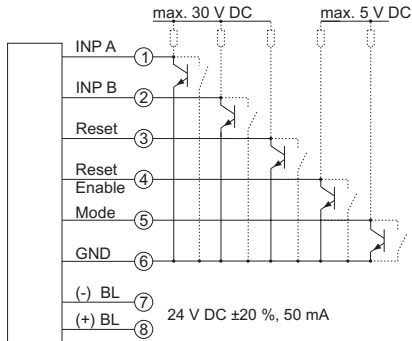 max. 30 V DC
max. 5 V DC
INP A 1
INP B 2
Reset 3
Reset
Enable 4
Mode 5
GND 6
(-) BL 7
(+) BL 8
24 V DC ±20 %, 50 mA